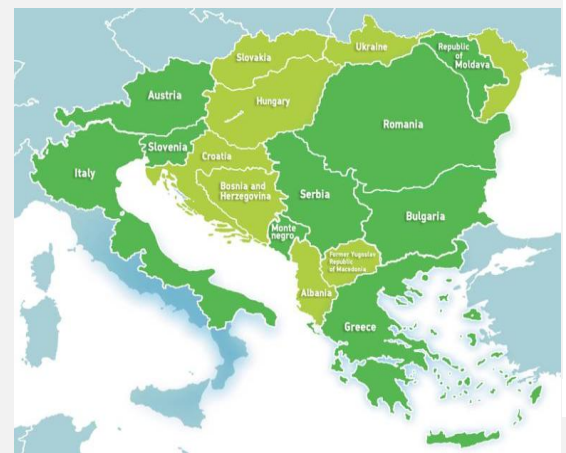 Slovakia
Ukraine
Republic
of
Moldava
Austria
Hungary
Romania
Slovenia
Croatia
Italy
Bosnia and
Herzegovina
Serbia
Bulgaria
Monte
negro
Former Yugoslav
Republic
of Macedonia
Albania
Greece